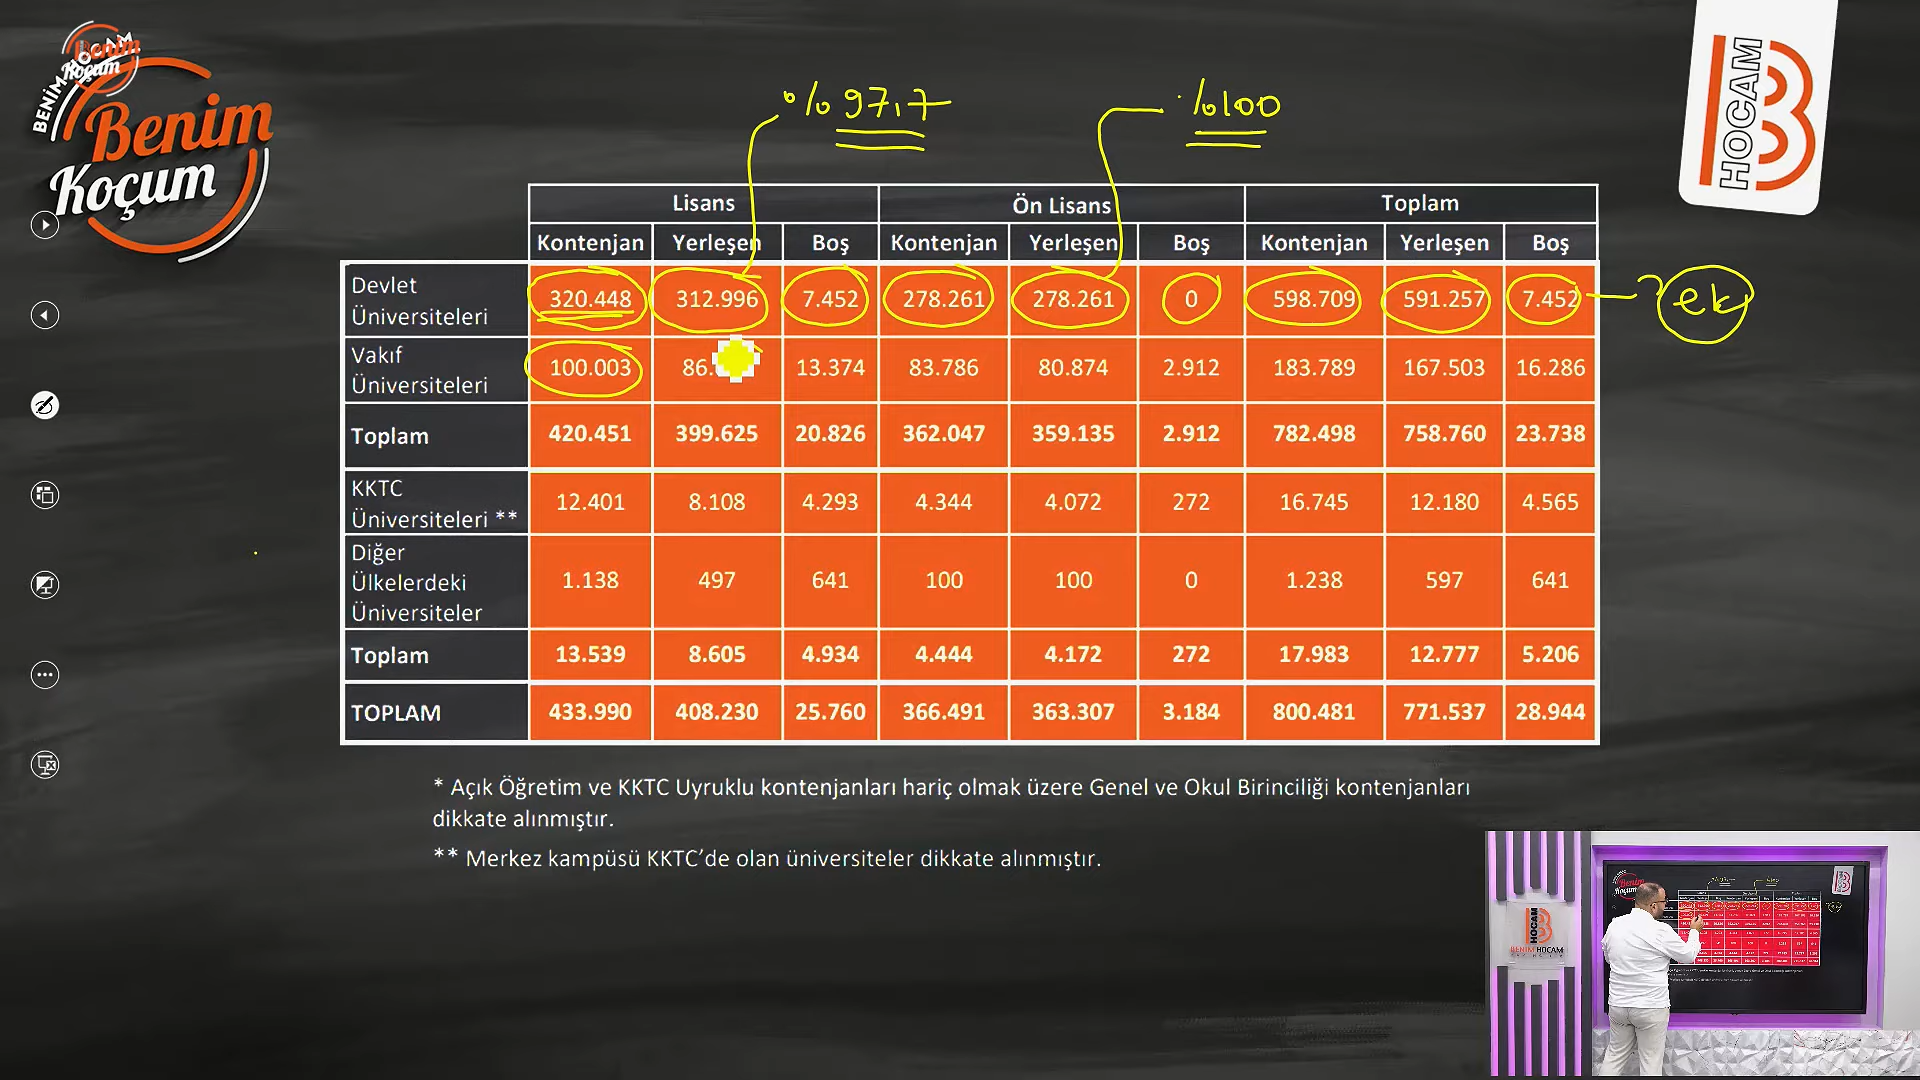 BENİM HOCAM
Benim
Koçum
Benim
Koçum
HOCAM
%97,7
%100
Lisans Ön Lisans Toplam
Kontenjan Yerleşen Boş Kontenjan Yerleşen Boş Kontenjan Yerleşen Boş
Devlet
Üniversiteleri 320.448 312.996 7.452 278.261 278.261 0 598.709 591.257 7.452
ek
Vakıf
Üniversiteleri 100.003 86. 13.374 83.786 80.874 2.912 183.789 167.503 16.286
Toplam 420.451 399.625 20.826 362.047 359.135 2.912 782.498 758.760 23.738
KKTC
Üniversiteleri ** 12.401 8.108 4.293 4.344 4.072 272 16.745 12.180 4.565
Diğer
Ülkelerdeki
Üniversiteler 1.138 497 641 100 100 0 1.238 597 641
Toplam 13.539 8.605 4.934 4.444 4.172 272 17.983 12.777 5.206
TOPLAM 433.990 408.230 25.760 366.491 363.307 3.184 800.481 771.537 28.944
* Açık Öğretim ve KKTC Uyruklu kontenjanları hariç olmak üzere Genel ve Okul Birinciliği kontenjanları
dikkate alınmıştır.
** Merkez kampüsü KKTC'de olan üniversiteler dikkate alınmıştır.
HOCAM
BENİM HOCAM